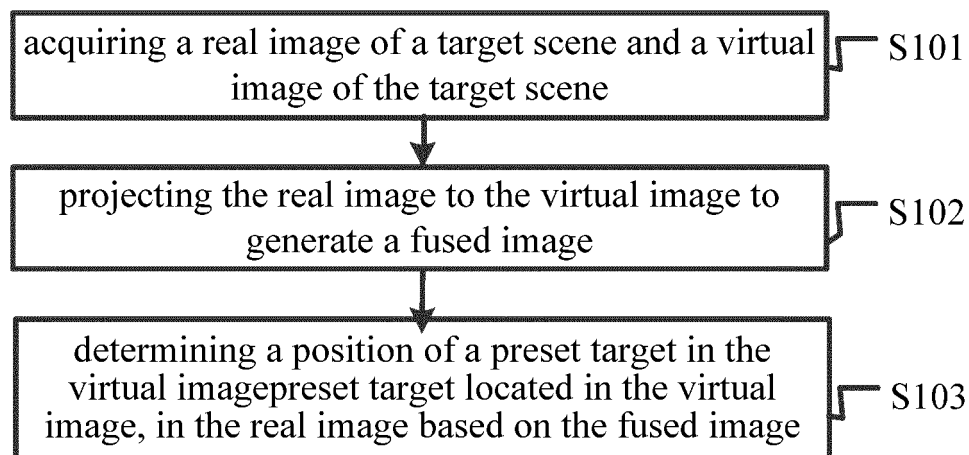 acquiring a real image of a target scene and a virtual
image of the target scene
S101
projecting the real image to the virtual image to
generate a fused image
S102
determining a position of a preset target in the
virtual imagepreset target located in the virtual
image, in the real image based on the fused image
S103